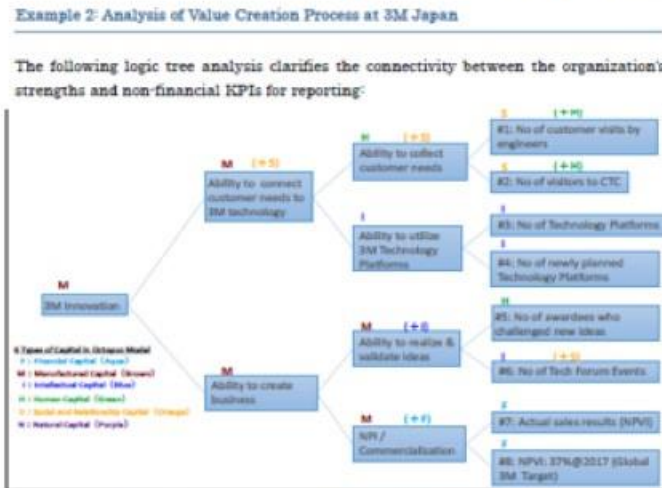 Example 2: Analysis of Value Creation Process at 3M Japan
The following logic tree analysis clarifies the connectivity between the organization's
strengths and non-financial KPIs for reporting:
S (+H)
#1: No of customer visits by
engineers
H (+S)
Ability to collect
customer needs
S (+H)
#2: No of visitors to CTC
M (+S)
Ability to connect
customer needs to
3M technology
I
Ability to utilize
3M Technology
Platforms
I
#3: No of Technology Platforms
I
#4: No of newly planned
Technology Platforms
M
3M Innovation
H
#5: No of awardees who
challenged new ideas
M (+I)
Ability to realize &
validate ideas
I (+S)
#6: No of Tech Forum Events
M
Ability to create
business
M (+F)
NPI /
Commercialisation
F
#7: Actual sales results (NPVI)
F
#8: NPVI: 37%@2017 (Global
3M Target)
6 Types of Capital in Octopus Model
F : Financial Capital (Aqua)
M : Manufactured Capital (Brown)
I : Intellectual Capital (Blue)
H : Human Capital (Green)
S : Social and Relationship Capital (Orange)
N : Natural Capital (Purple)